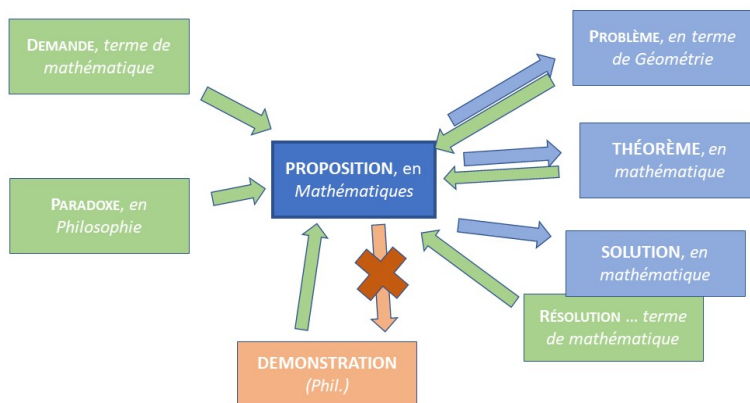 DEMANDE, terme de
mathématique
PROBLÈME, en terme
de Géométrie
PROPOSITION, en
Mathématiques
THÉORÈME, en
mathématique
PARADOXE, en
Philosophie
SOLUTION, en
mathématique
RÉSOLUTION ... terme
de mathématique
DEMONSTRATION
(Phil.)